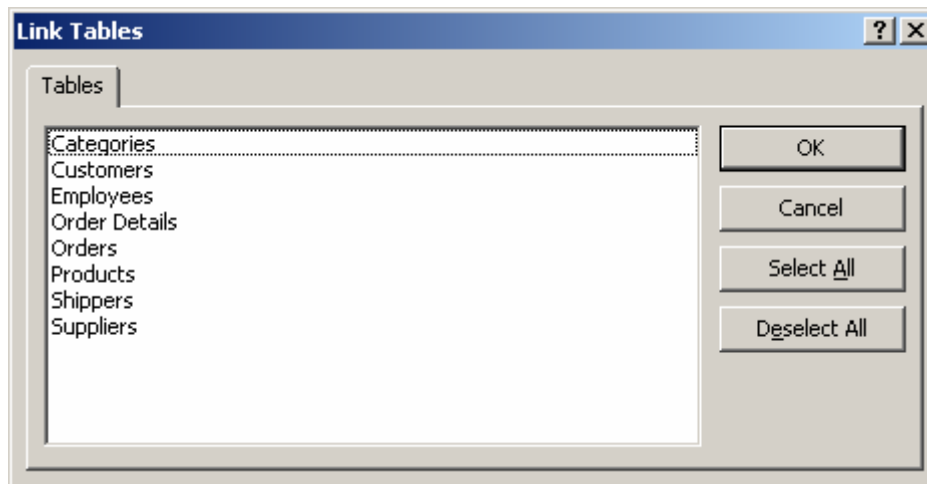 Link Tables
Tables
Categories
Customers
Employees
Order Details
Orders
Products
Shippers
Suppliers
OK
Cancel
Select All
Deselect All